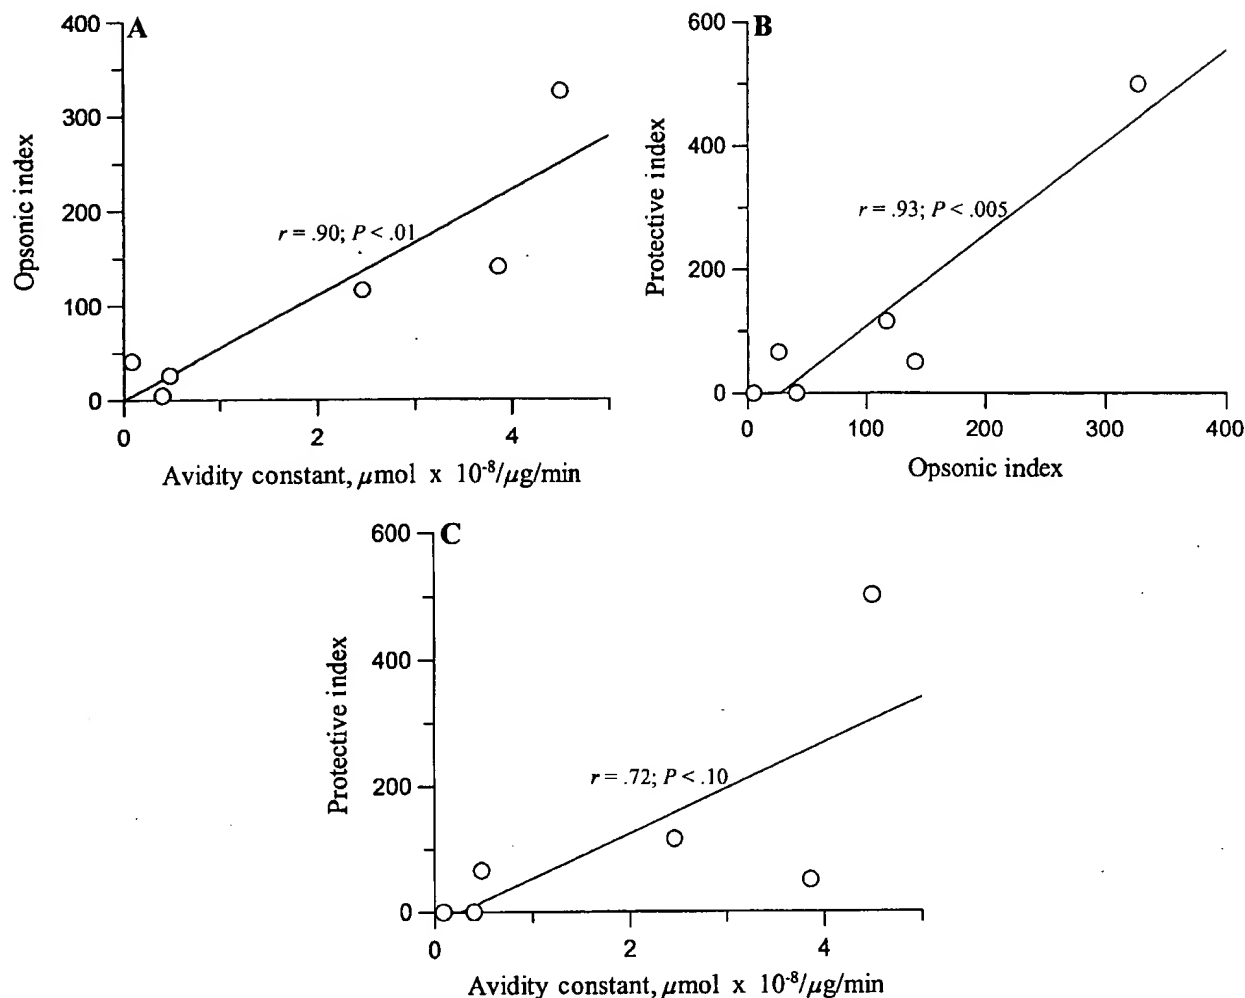 A
400
300
200
100
0
Opsonic index
r = .90; P < .01
0 2 4
Avidity constant, μmol x 10⁻⁸/μg/min
B
600
400
200
0
Protective index
r = .93; P < .005
0 100 200 300 400
Opsonic index
C
600
400
200
0
Protective index
r = .72; P < .10
0 2 4
Avidity constant, μmol x 10⁻⁸/μg/min